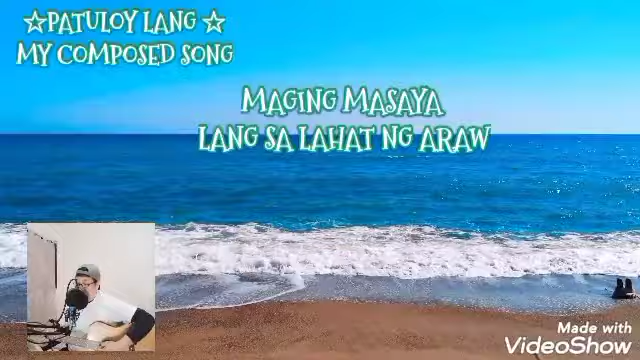 ☆PATULOY LANG ☆
MY COMPOSED SONG
MAGING MASAYA
LANG SA LAHAT NG ARAW
Made with
VideoShow